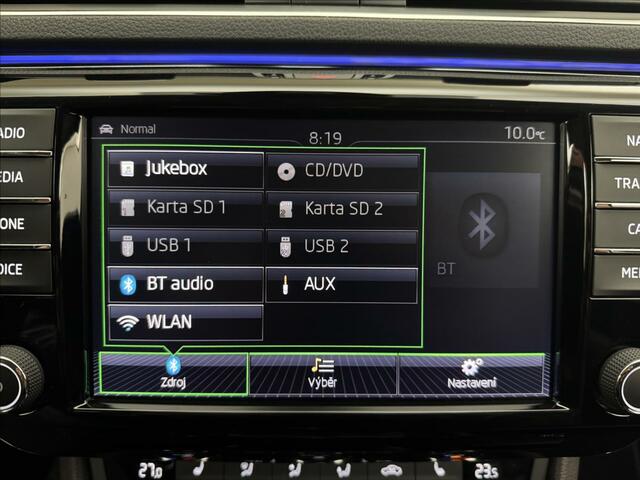 Normal
8:19
10.0°C
Jukebox CD/DVD
Karta SD 1 Karta SD 2
USB 1 USB 2
BT audio AUX
WLAN
BT
Zdroj Výběr Nastavení
ADIO
EDIA
ONE
OICE
NA
TRA
CA
MEN
27.0 23.5